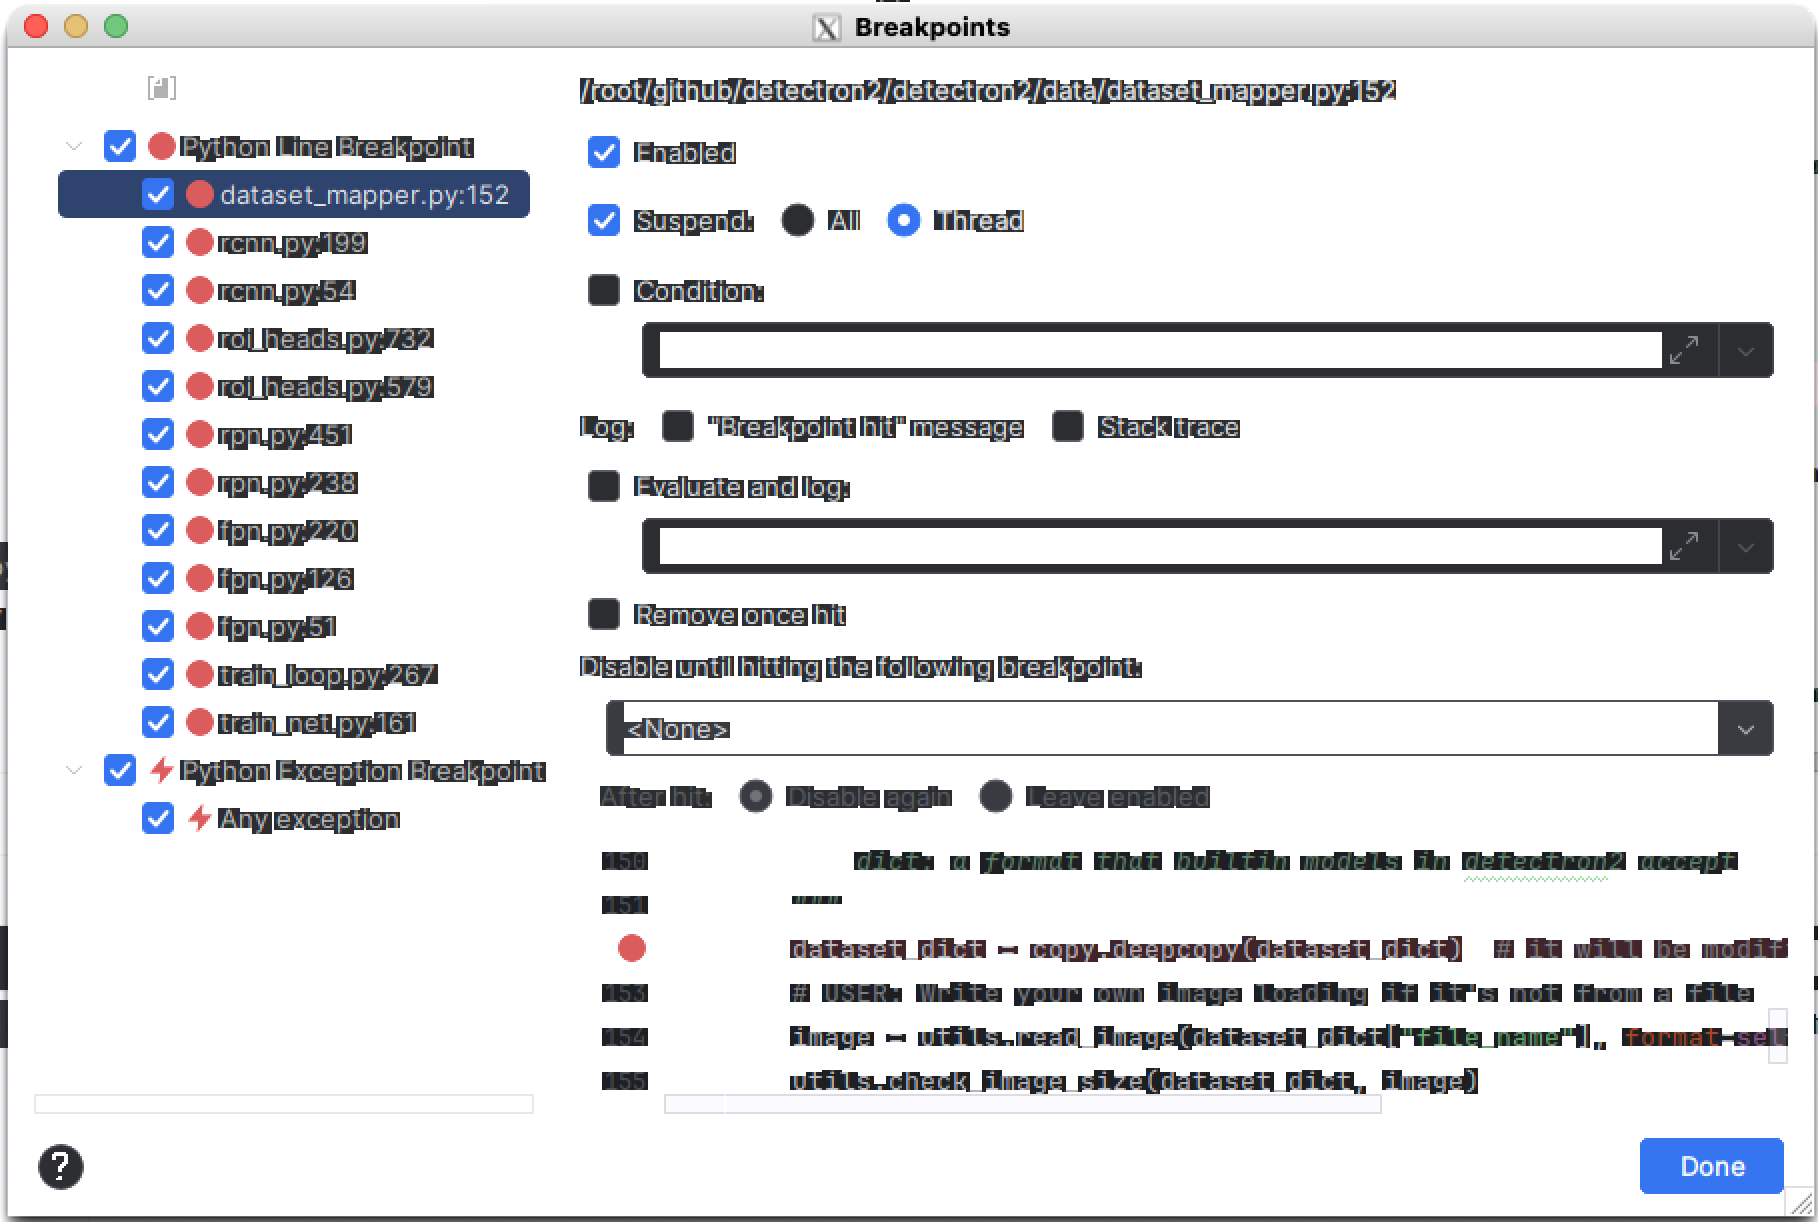 Breakpoints
/root/github/detectron2/detectron2/data/dataset_mapper.py:152
Python Line Breakpoint
dataset_mapper.py:152
rcnn.py:199
rcnn.py:54
roi_heads.py:732
roi_heads.py:579
rpn.py:451
rpn.py:238
fpn.py:220
fpn.py:126
fpn.py:51
train_loop.py:267
train_net.py:161
Python Exception Breakpoint
Any exception
Enabled
Suspend: All Thread
Condition:
Log: "Breakpoint hit" message Stack trace
Evaluate and log:
Remove once hit
Disable until hitting the following breakpoint:
<None>
After hit: Disable again Leave enabled
150 dict: a format that builtin models in detectron2 accept
151 """
dataset_dict = copy.deepcopy(dataset_dict)  # it will be modif
153 # USER: Write your own image loading if it's not from a file
154 image = utils.read_image(dataset_dict["file_name"], format=sel
155 utils.check_image_size(dataset_dict, image)
? Done